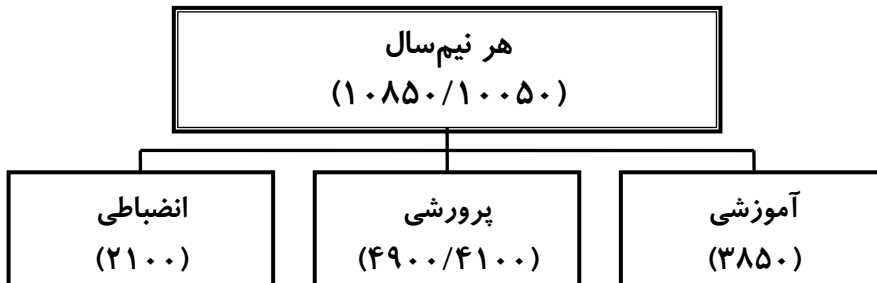 هر نیم‌سال
(۱۰۸۵۰/۱۰۰۵۰)
آموزشی
(۳۸۵۰)
پرورشی
(۴۹۰۰/۴۱۰۰)
انضباطی
(۲۱۰۰)